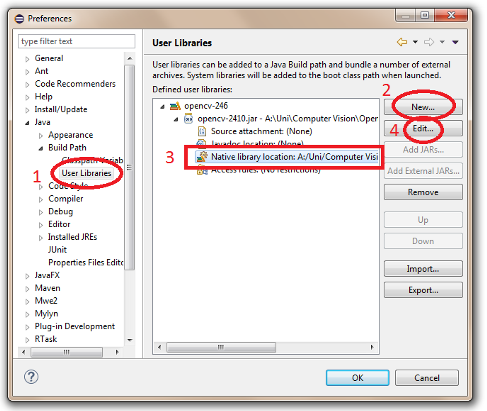 Preferences
type filter text
General
Ant
Code Recommenders
Help
Install/Update
Java
Appearance
Build Path
Classpath Variab
User Libraries
Code Style
Compiler
Debug
Editor
Installed JREs
JUnit
Properties Files Edito
JavaFX
Maven
Mwe2
Mylyn
Plug-in Development
RTask
1
User Libraries
User libraries can be added to a Java Build path and bundle a number of external
archives. System libraries will be added to the boot class path when launched.
Defined user libraries:
opencv-246
opencv-2410.jar - A:\Uni\Computer Vision\Oper
Source attachment: (None)
Javadoc location: (None)
3
Native library location: A:/Uni/Computer Visi
Access rules: (No restrictions)
2
New...
4
Edit...
Add JARs...
Add External JARs...
Remove
Up
Down
Import...
Export...
?
OK
Cancel